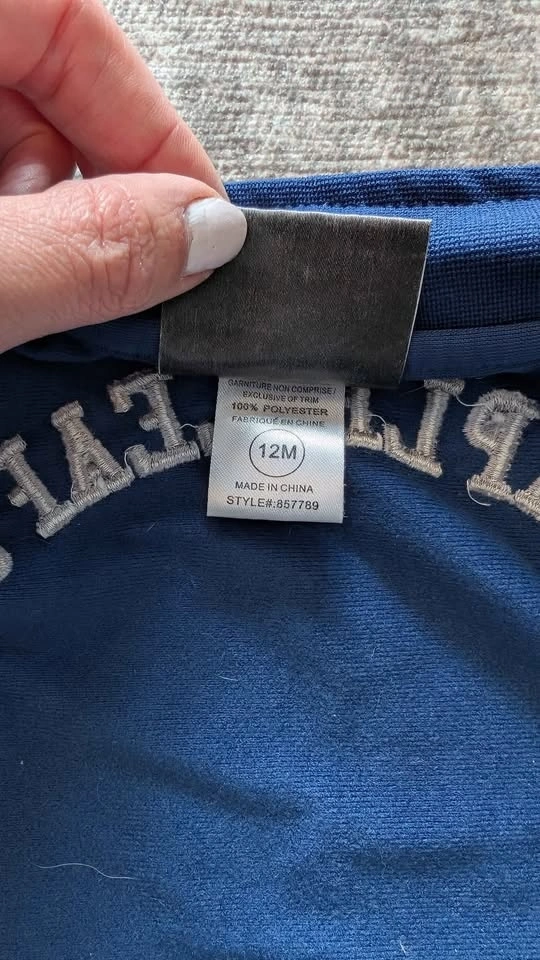 GARNITURE NON COMPRISE/
EXCLUSIVE OF TRIM
100% POLYESTER
FABRIQUÉ EN CHINE
12M
MADE IN CHINA
STYLE#:857789